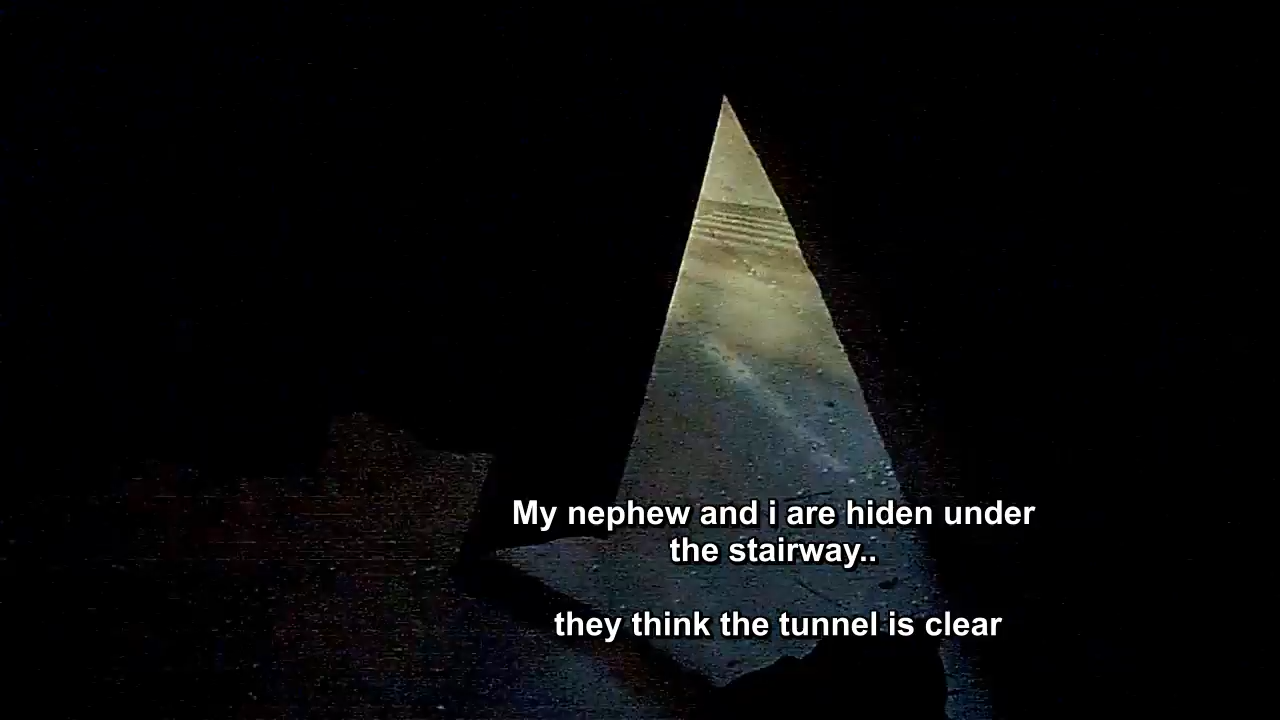 My nephew and i are hiden under
the stairway..
they think the tunnel is clear